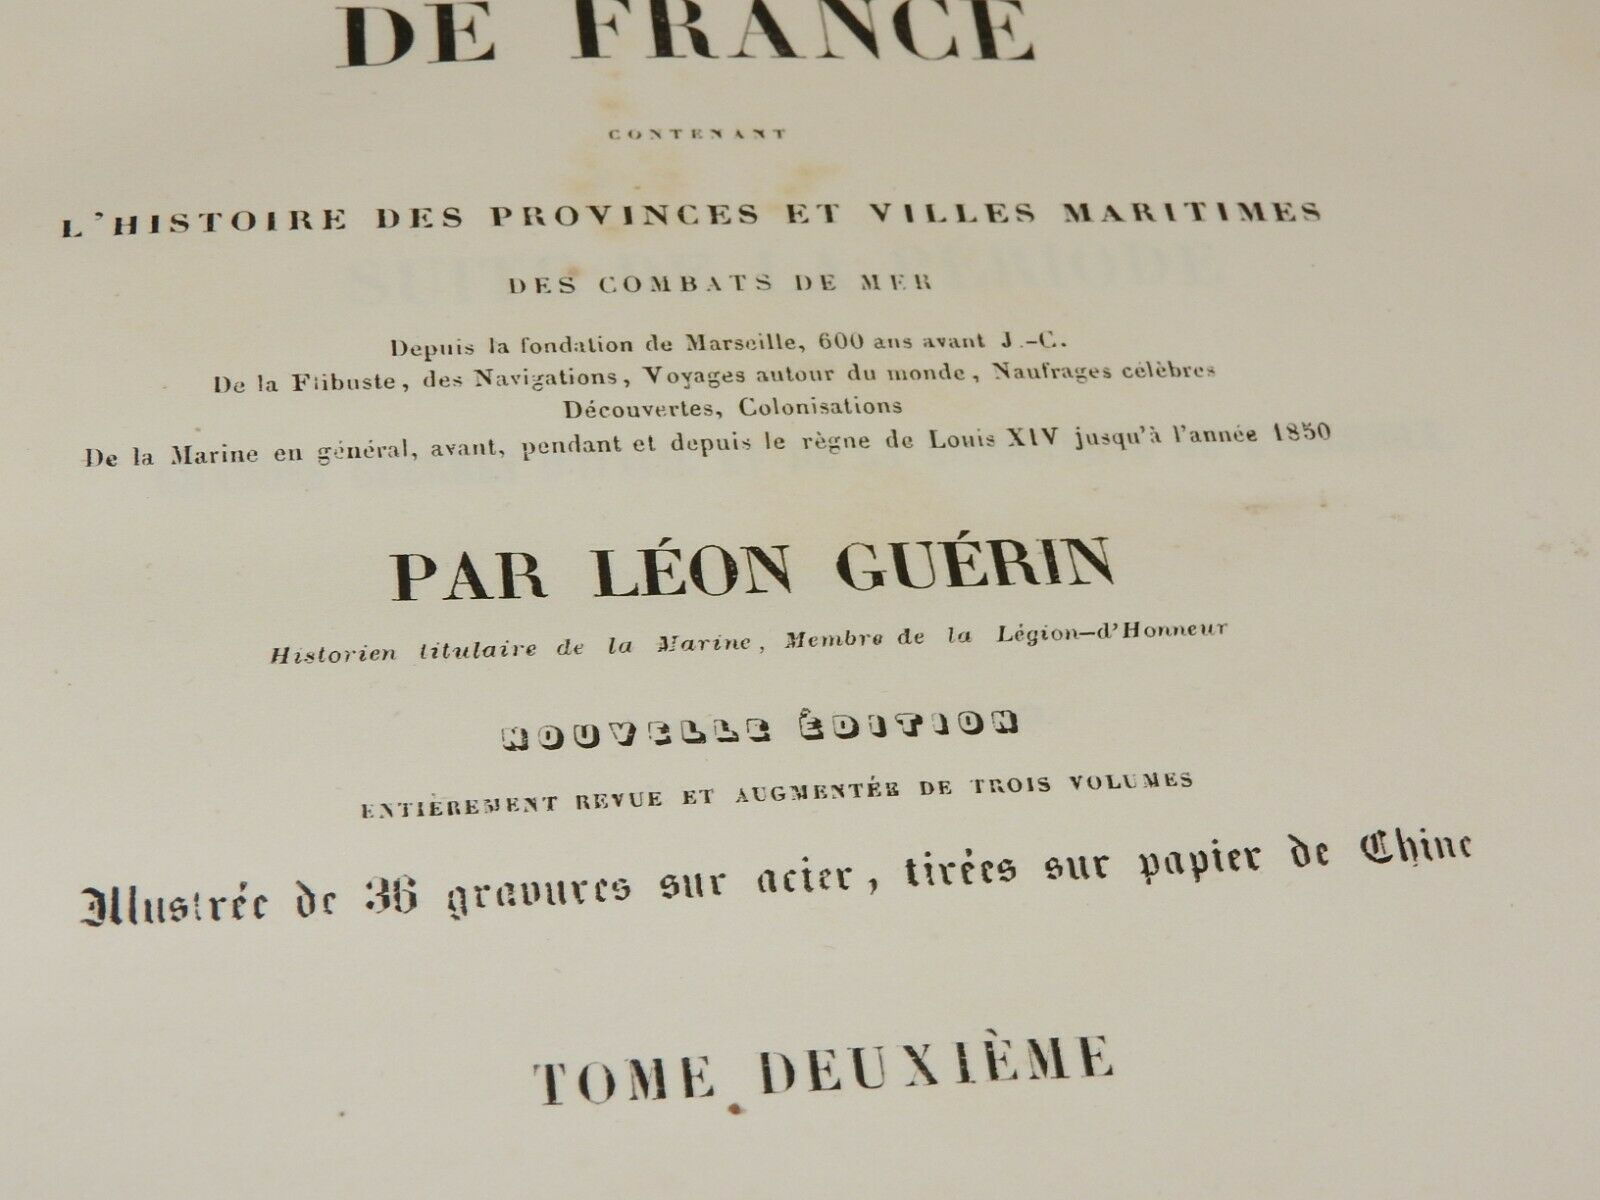 DE FRANCE
CONTENANT
L'HISTOIRE DES PROVINCES ET VILLES MARITIMES
DES COMBATS DE MER
Depuis la fondation de Marseille, 600 ans avant J.-C.
De la Flibuste, des Navigations, Voyages autour du monde, Naufrages célèbres
Découvertes, Colonisations
De la Marine en général, avant, pendant et depuis le règne de Louis XIV jusqu'à l'année 1850
PAR LÉON GUÉRIN
Historien titulaire de la Marine, Membre de la Légion-d'Honneur
NOUVELLE ÉDITION
ENTIÈREMENT REVUE ET AUGMENTÉE DE TROIS VOLUMES
Illustrée de 36 gravures sur acier, tirées sur papier de Chine
TOME DEUXIÈME